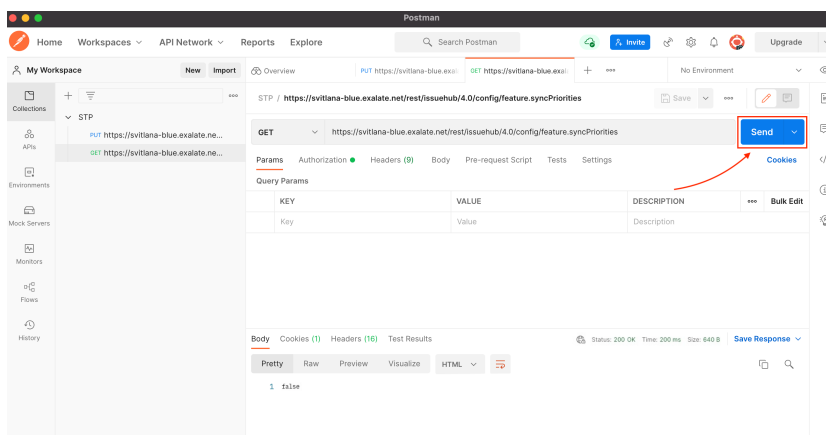 Postman
Home Workspaces API Network Reports Explore Search Postman Invite Upgrade
My Workspace New Import Overview PUT https://svitlana-blue.exal GET https://svitlana-blue.exal No Environment
Collections
APIs
Environments
Mock Servers
Monitors
Flows
History
STP
PUT https://svitlana-blue.exalate.ne...
GET https://svitlana-blue.exalate.ne...
STP / https://svitlana-blue.exalate.net/rest/issuehub/4.0/config/feature.syncPriorities Save
GET https://svitlana-blue.exalate.net/rest/issuehub/4.0/config/feature.syncPriorities Send
Params Authorization Headers (9) Body Pre-request Script Tests Settings Cookies
Query Params
KEY VALUE DESCRIPTION Bulk Edit
Key Value Description
Body Cookies (1) Headers (16) Test Results Status: 200 OK Time: 200 ms Size: 640 B Save Response
Pretty Raw Preview Visualize HTML
1 false